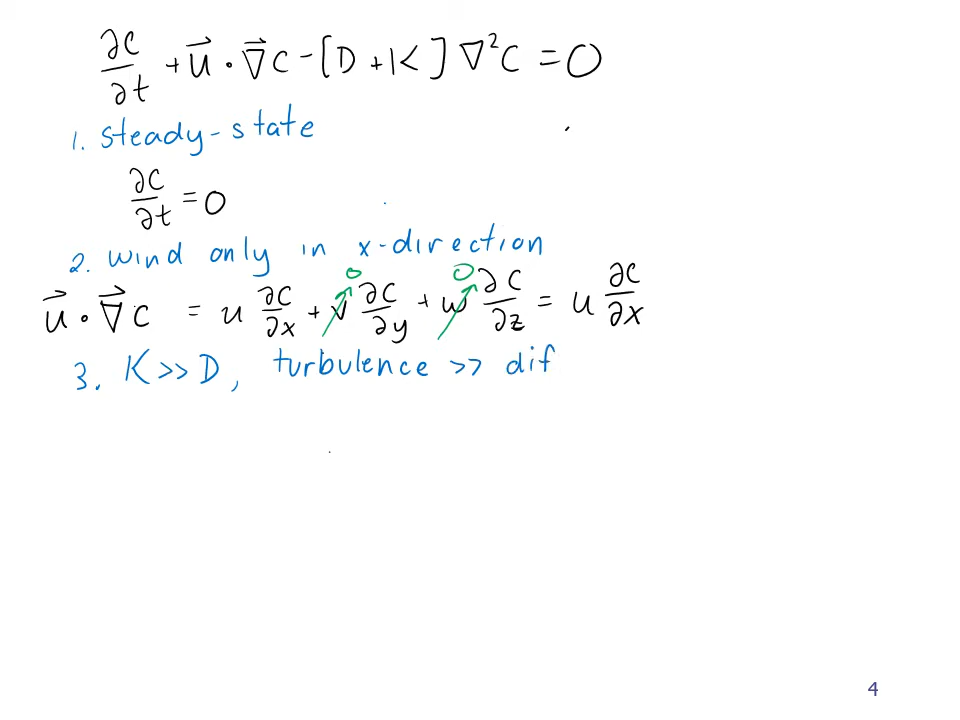 ∂C/∂t + u⃗ · ∇⃗C - [D + K] ∇²C = 0
1. steady-state
∂C/∂t = 0
2. wind only in x-direction
u⃗ · ∇⃗C = u ∂C/∂x + v ∂C/∂y + w ∂C/∂z = u ∂C/∂x
0 0
3. K >> D, turbulence >> dif
4